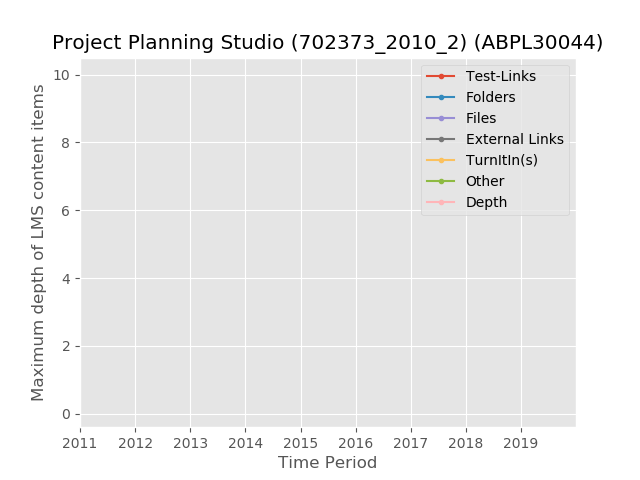 Project Planning Studio (702373_2010_2) (ABPL30044)
Maximum depth of LMS content items
10
8
6
4
2
0
Test-Links
Folders
Files
External Links
TurnItIn(s)
Other
Depth
2011 2012 2013 2014 2015 2016 2017 2018 2019
Time Period